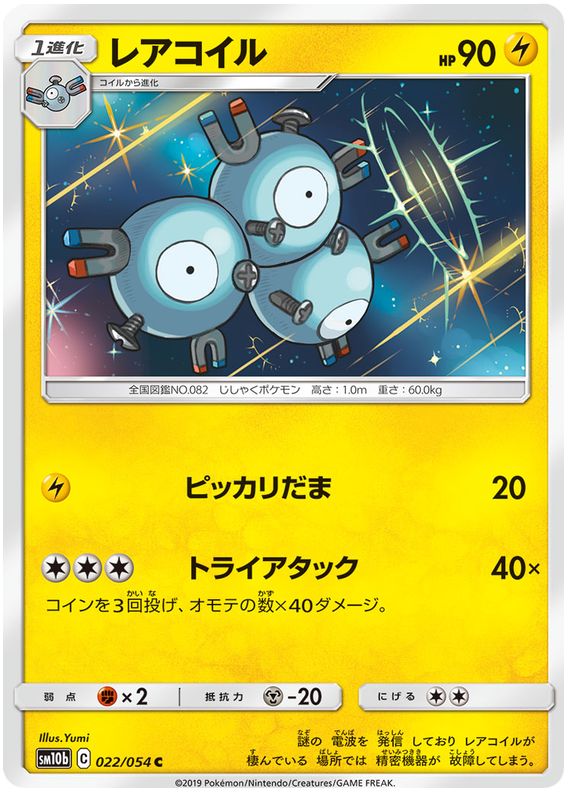 1進化
レアコイル
HP90
コイルから進化
全国図鑑NO.082 じしゃくポケモン 高さ：1.0m 重さ：60.0kg
ピッカリだま 20
トライアタック 40×
コインを3回投げ、オモテの数×40ダメージ。
弱点 ×2 抵抗力 -20 にげる
Illus.Yumi
sm10b C 022/054 C
謎の電波を発信しておりレアコイルが
棲んでいる場所では精密機器が故障してしまう。
©2019 Pokémon/Nintendo/Creatures/GAME FREAK.